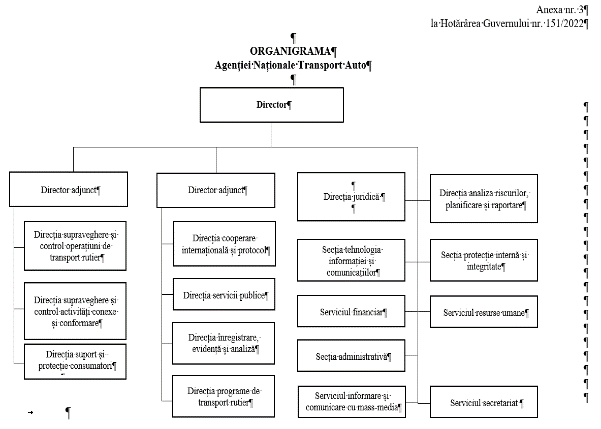 Anexa nr. 3¶
la Hotărârea Guvernului nr. 151/2022¶
¶
ORGANIGRAMA¶
Agenției Naționale Transport Auto¶
¶
Director¶
Director adjunct¶
Direcția supraveghere și
control operațiuni de
transport rutier¶
Direcția supraveghere și
control activități conexe
și conformare¶
Direcția suport și
protecție consumatori¶
¶
Director adjunct¶
Direcția cooperare
internațională și protocol¶
Direcția servicii publice¶
Direcția înregistrare,
evidență și analiză¶
Direcția programe de
transport rutier¶
¶
Direcția juridică¶
¶
Secția tehnologia
informației și
comunicațiilor¶
Serviciul financiar¶
Secția administrativă¶
Serviciul informare și
comunicare cu mass-media¶
Direcția analiza riscurilor,
planificare și raportare¶
Secția protecție internă și
integritate¶
Serviciul resurse umane¶
Serviciul secretariat ¶
→ ¶